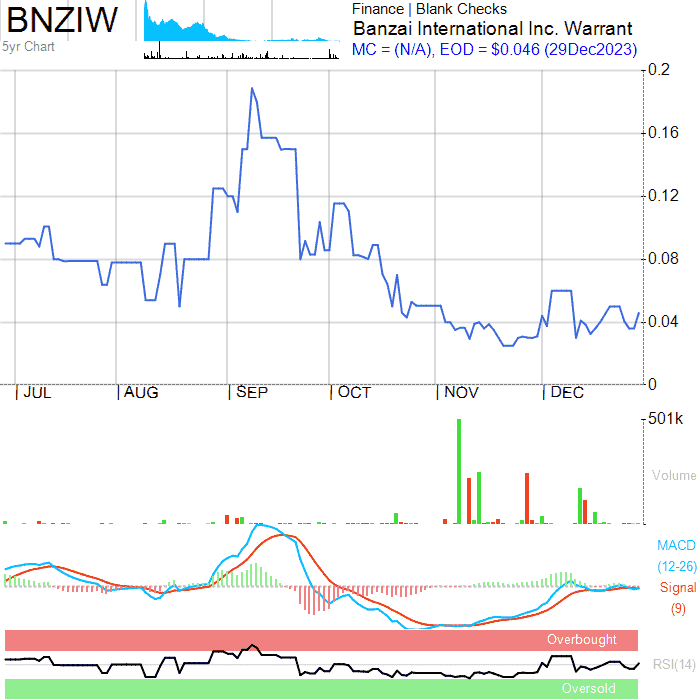 BNZIW
5yr Chart
Finance | Blank Checks
Banzai International Inc. Warrant
MC = (N/A), EOD = $0.046 (29Dec2023)
0.2
0.16
0.12
0.08
0.04
0
| JUL | AUG | SEP | OCT | NOV | DEC
501k
Volume
MACD
(12-26)
Signal
(9)
Overbought
RSI(14)
Oversold